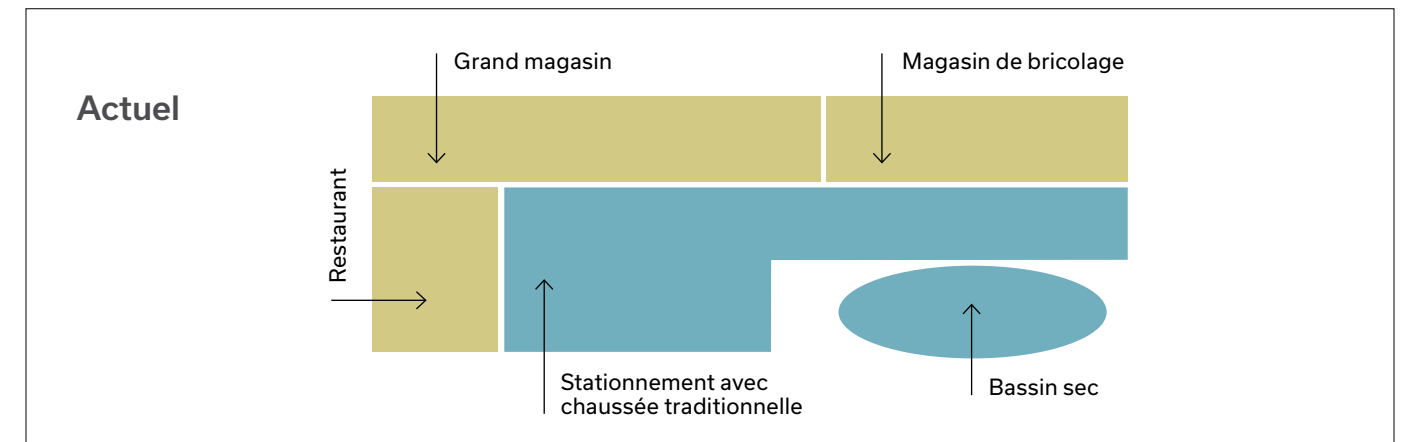 Actuel
Grand magasin
Magasin de bricolage
Restaurant
Stationnement avec
chaussée traditionnelle
Bassin sec